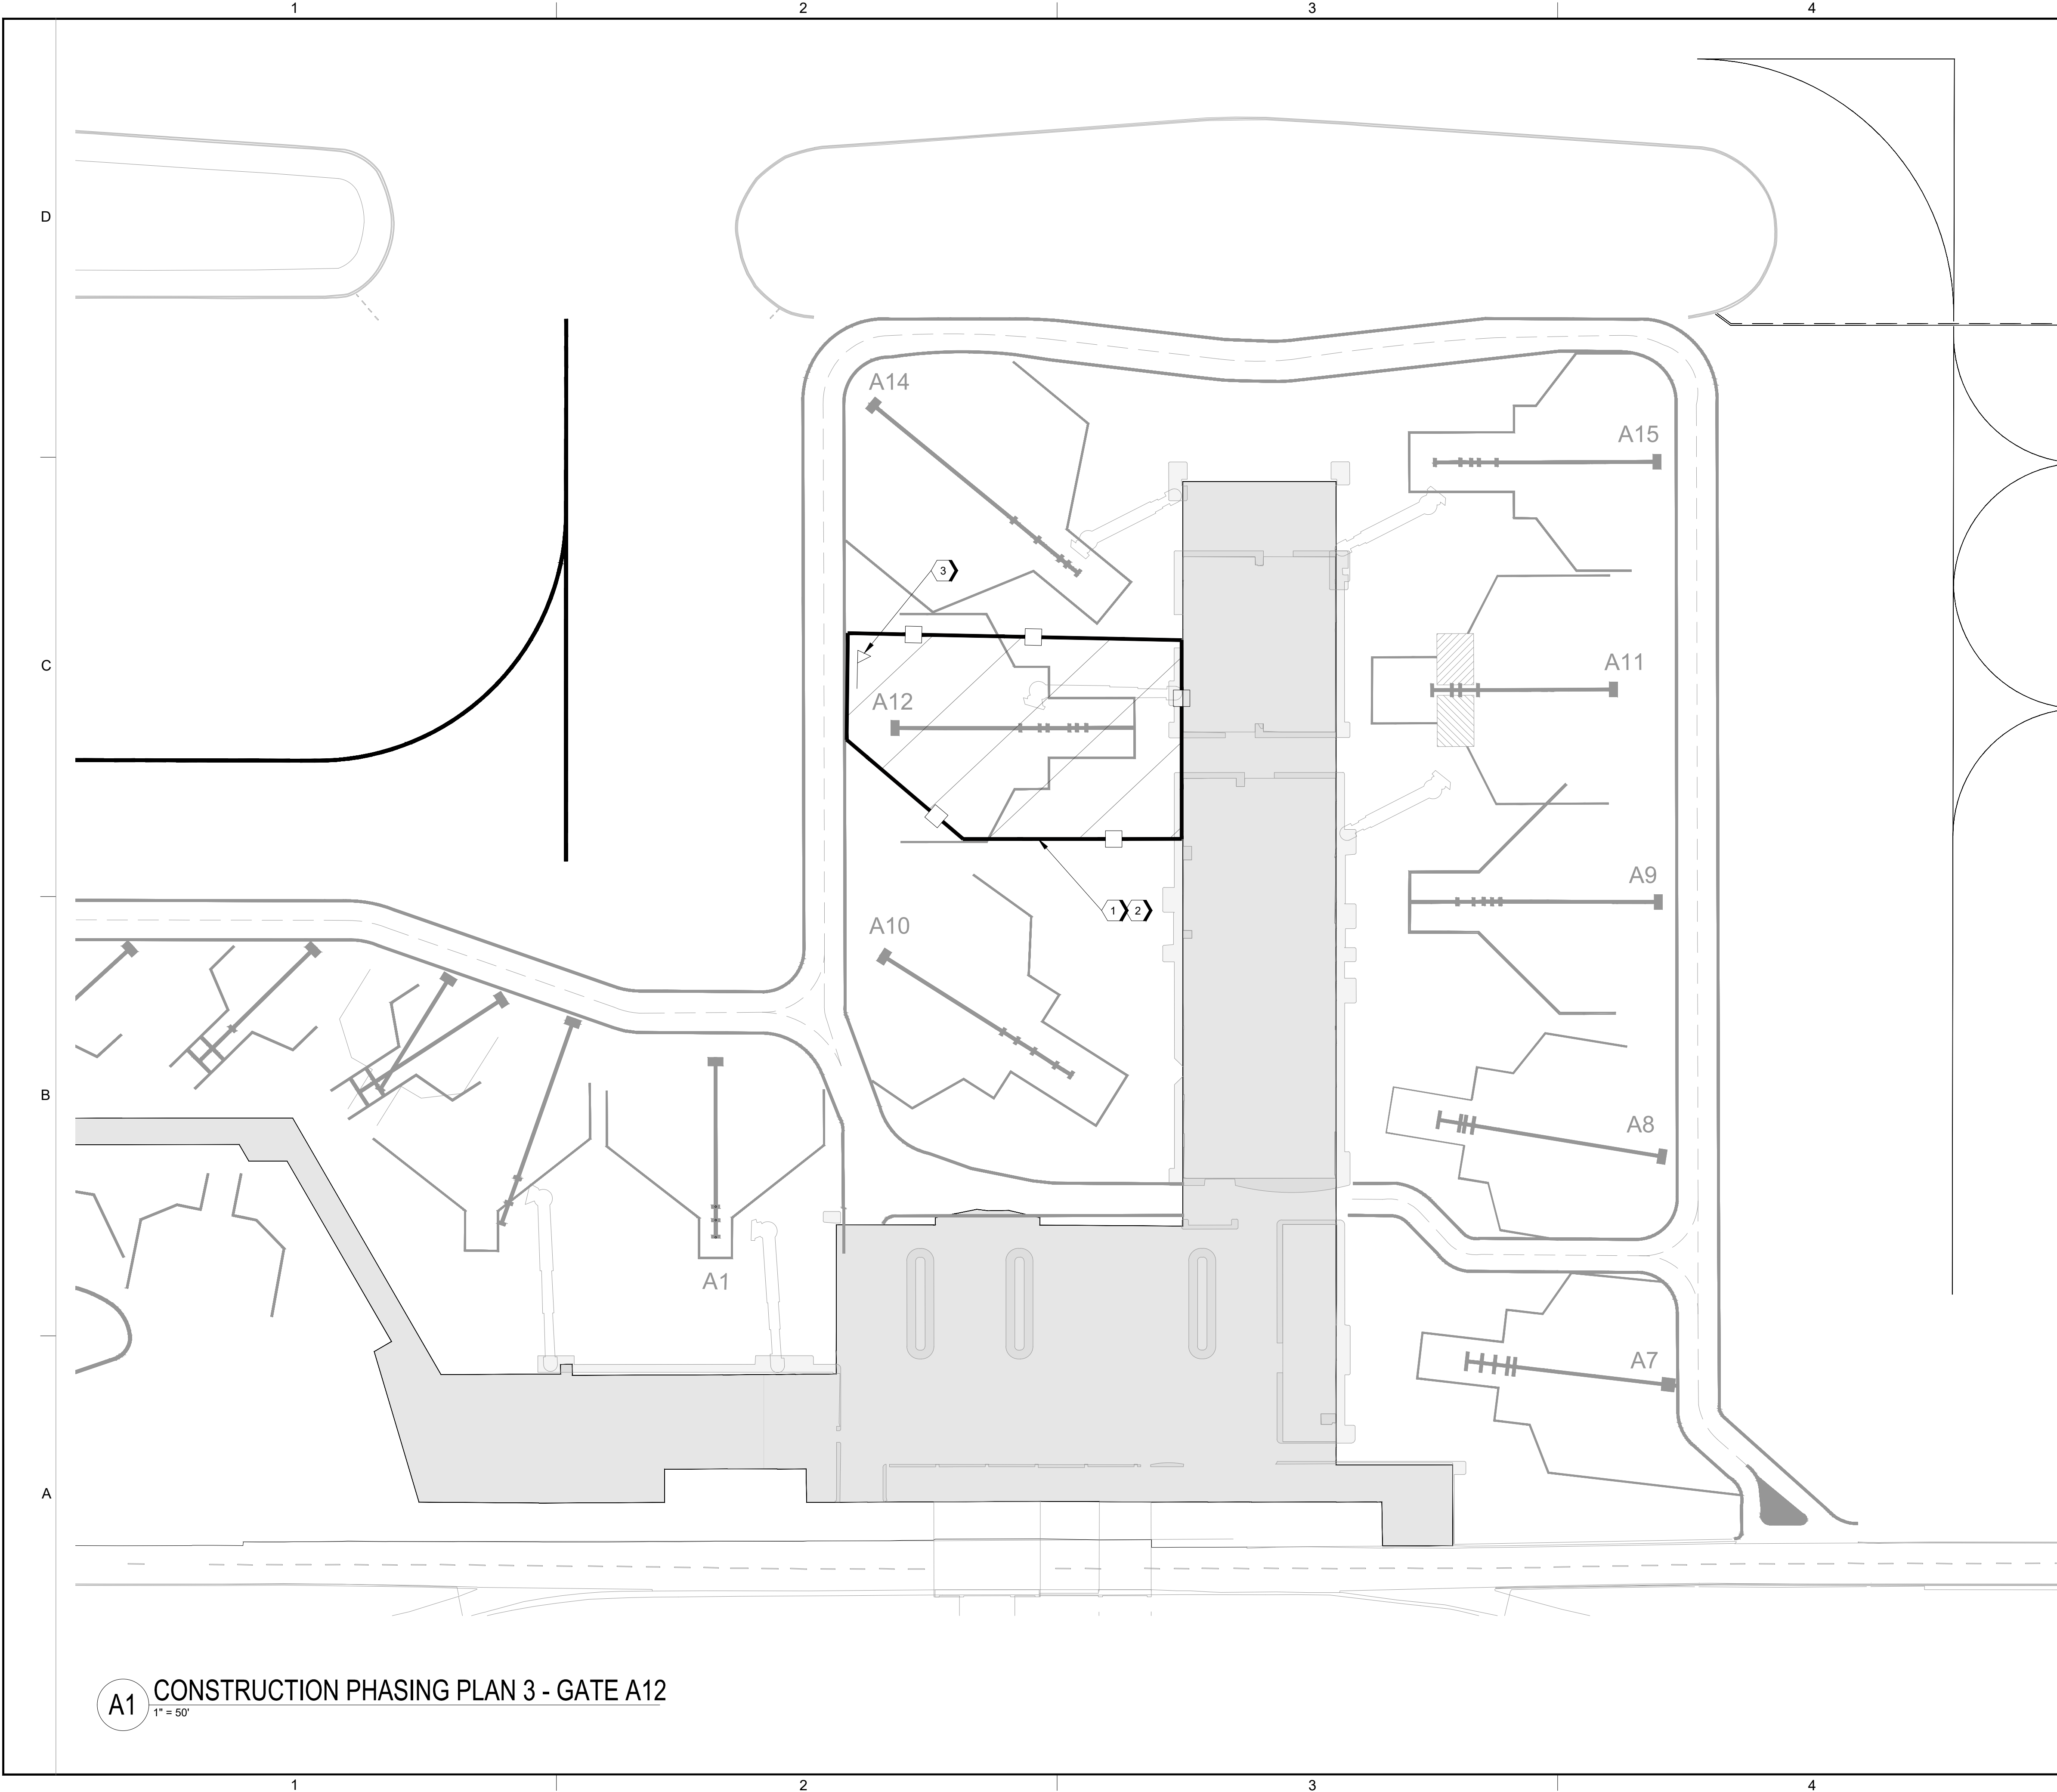 1 2 3 4
D
A14
A15
3
C
A11
A12
A9
1 2
A10
B
A8
A1
A7
A
A1 CONSTRUCTION PHASING PLAN 3 - GATE A12
1" = 50'
1 2 3 4